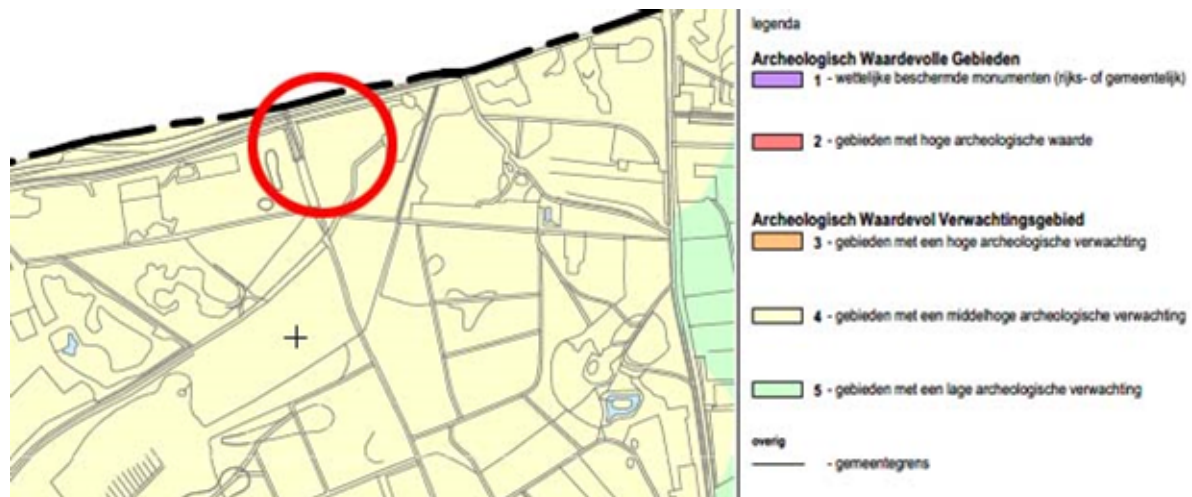 legenda
Archeologisch Waardevolle Gebieden
1 - wettelijke beschermde monumenten (rijks- of gemeentelijk)
2 - gebieden met hoge archeologische waarde
Archeologisch Waardevol Verwachtingsgebied
3 - gebieden met een hoge archeologische verwachting
4 - gebieden met een middelhoge archeologische verwachting
5 - gebieden met een lage archeologische verwachting
overig
- gemeentegrens